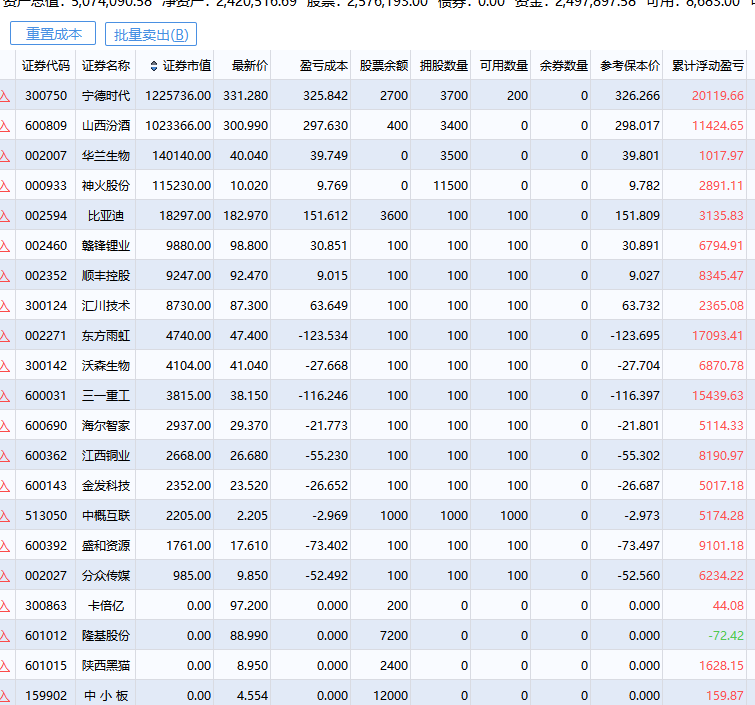 资产总值: 5,074,090.58 净资产: 2,420,516.69 股票: 2,576,193.00 债券: 0.00 资金: 2,497,897.58 可用: 8,683.00
重置成本 批量卖出(B)
证券代码 证券名称 证券市值 最新价 盈亏成本 股票余额 拥股数量 可用数量 余券数量 参考保本价 累计浮动盈亏
入 300750 宁德时代 1225736.00 331.280 325.842 2700 3700 200 0 326.266 20119.66
入 600809 山西汾酒 1023366.00 300.990 297.630 400 3400 0 0 298.017 11424.65
入 002007 华兰生物 140140.00 40.040 39.749 0 3500 0 0 39.801 1017.97
入 000933 神火股份 115230.00 10.020 9.769 0 11500 0 0 9.782 2891.11
入 002594 比亚迪 18297.00 182.970 151.612 3600 100 100 0 151.809 3135.83
入 002460 赣锋锂业 9880.00 98.800 30.851 100 100 100 0 30.891 6794.91
入 002352 顺丰控股 9247.00 92.470 9.015 100 100 100 0 9.027 8345.47
入 300124 汇川技术 8730.00 87.300 63.649 100 100 100 0 63.732 2365.08
入 002271 东方雨虹 4740.00 47.400 -123.534 100 100 100 0 -123.695 17093.41
入 300142 沃森生物 4104.00 41.040 -27.668 100 100 100 0 -27.704 6870.78
入 600031 三一重工 3815.00 38.150 -116.246 100 100 100 0 -116.397 15439.63
入 600690 海尔智家 2937.00 29.370 -21.773 100 100 100 0 -21.801 5114.33
入 600362 江西铜业 2668.00 26.680 -55.230 100 100 100 0 -55.302 8190.97
入 600143 金发科技 2352.00 23.520 -26.652 100 100 100 0 -26.687 5017.18
入 513050 中概互联 2205.00 2.205 -2.969 1000 1000 1000 0 -2.973 5174.28
入 600392 盛和资源 1761.00 17.610 -73.402 100 100 100 0 -73.497 9101.18
入 002027 分众传媒 985.00 9.850 -52.492 100 100 100 0 -52.560 6234.22
入 300863 卡倍亿 0.00 97.200 0.000 200 0 0 0 0.000 44.08
入 601012 隆基股份 0.00 88.990 0.000 7200 0 0 0 0.000 -72.42
入 601015 陕西黑猫 0.00 8.950 0.000 2400 0 0 0 0.000 1628.15
入 159902 中小板 0.00 4.554 0.000 12000 0 0 0 0.000 159.87